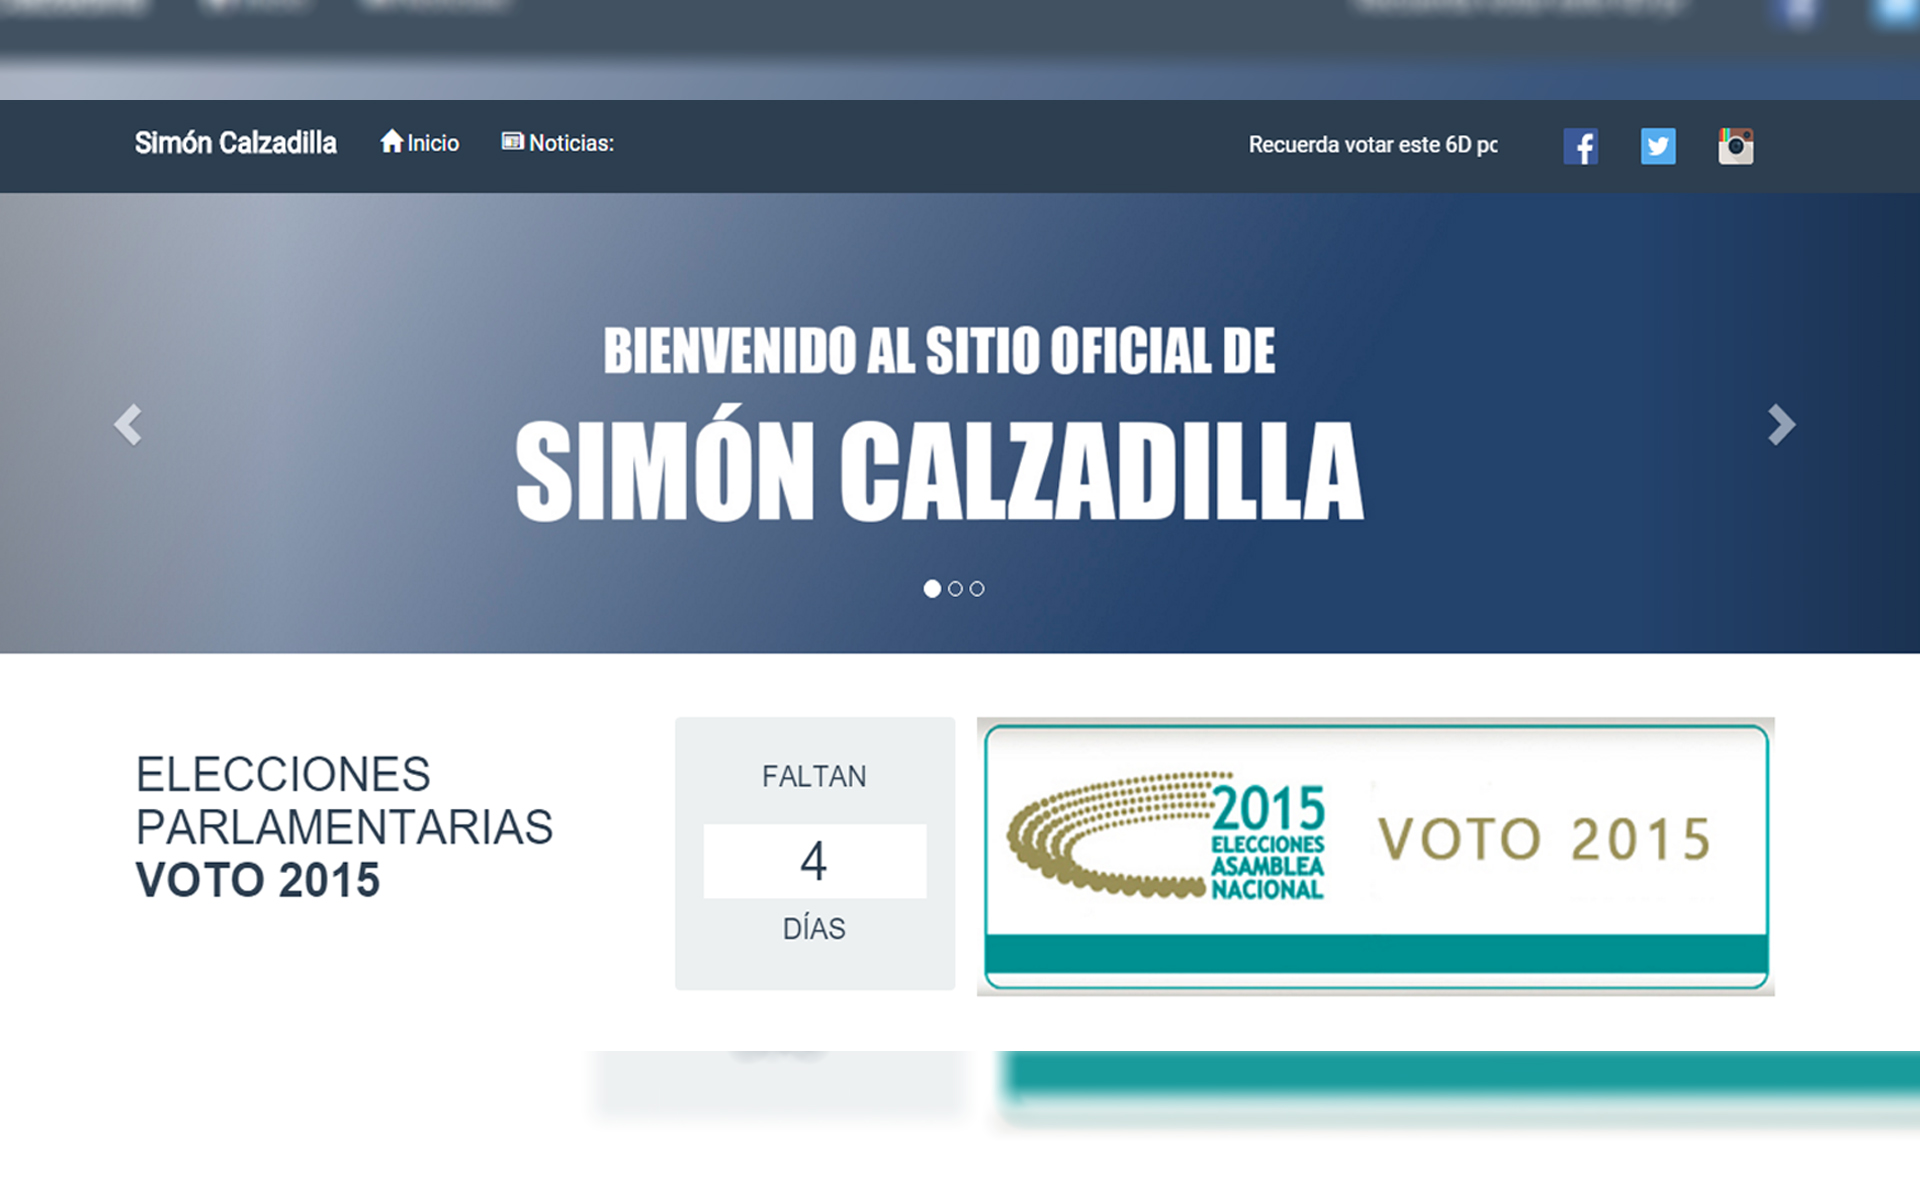 Simón Calzadilla
Inicio
Noticias:
Recuerda votar este 6D pc
BIENVENIDO AL SITIO OFICIAL DE
SIMÓN CALZADILLA
ELECCIONES
PARLAMENTARIAS
VOTO 2015
FALTAN
4
DÍAS
2015
ELECCIONES
ASAMBLEA
NACIONAL
VOTO 2015